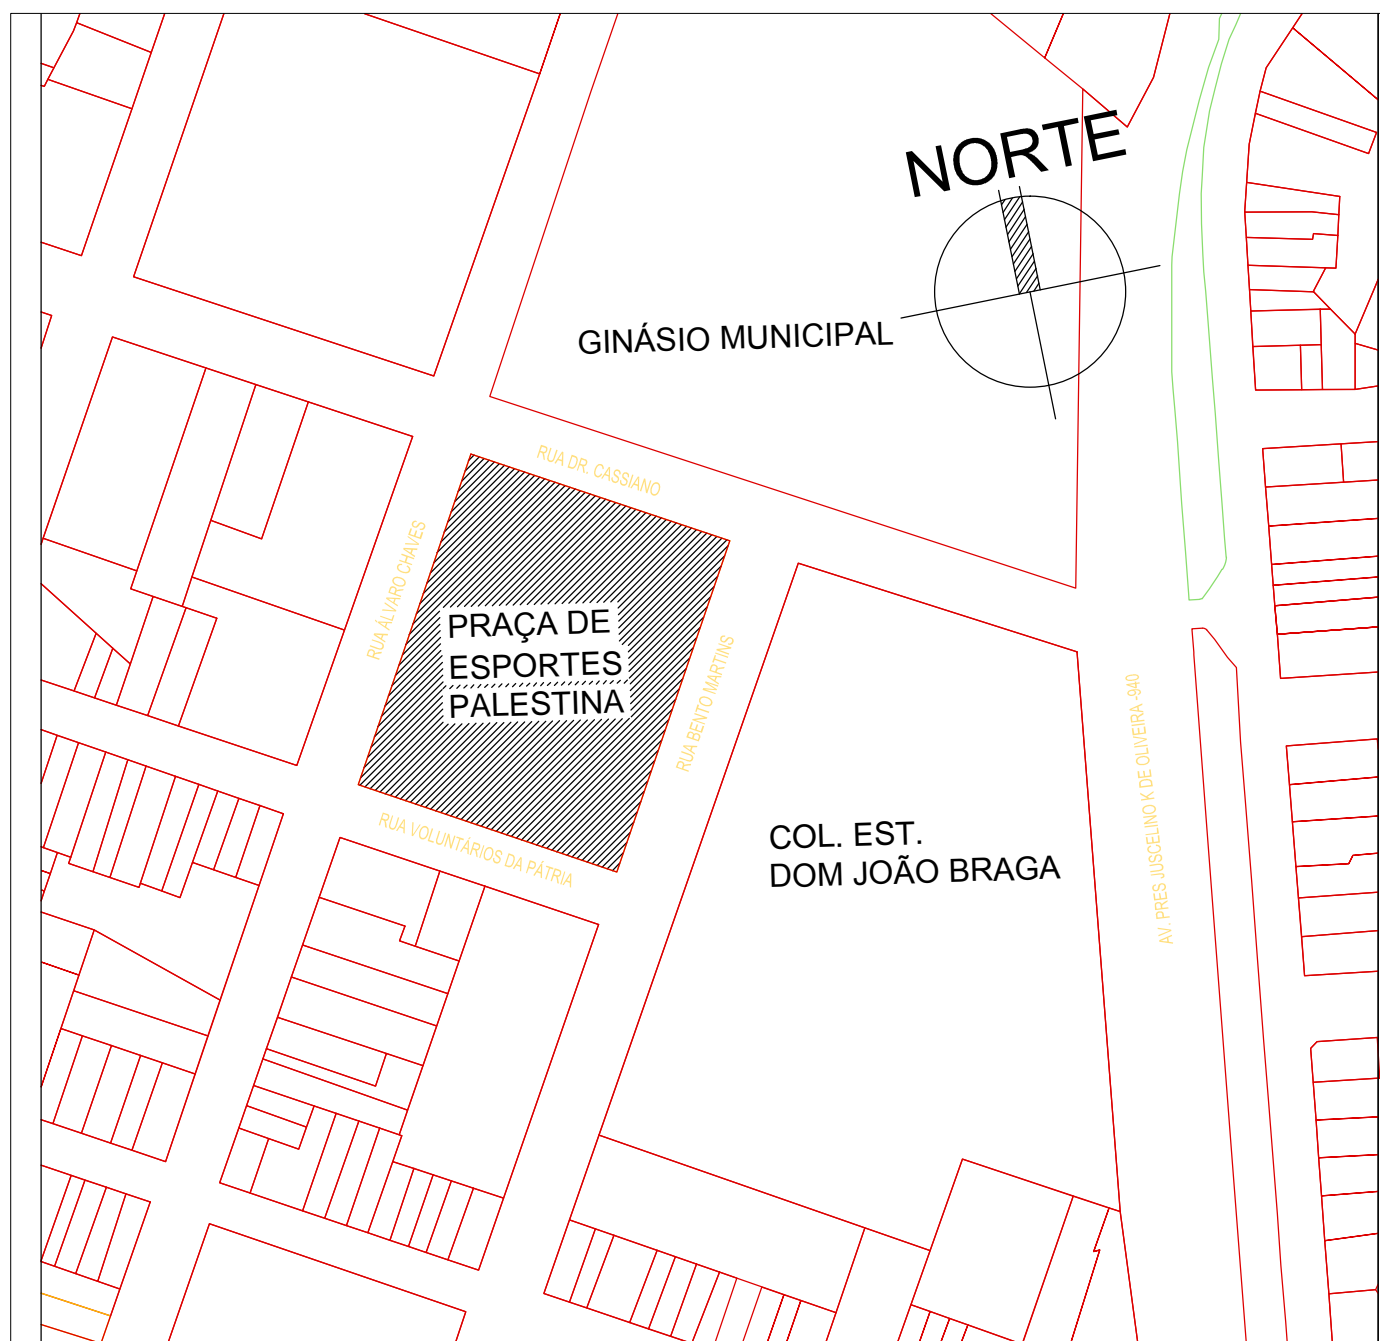 NORTE
GINÁSIO MUNICIPAL
RUA DR. CASSIANO
RUA ÁLVARO CHAVES
PRAÇA DE
ESPORTES
PALESTINA
RUA BENTO MARTINS
AV. PRES JUSCELINO K DE OLIVEIRA -940
RUA VOLUNTÁRIOS DA PÁTRIA
COL. EST.
DOM JOÃO BRAGA